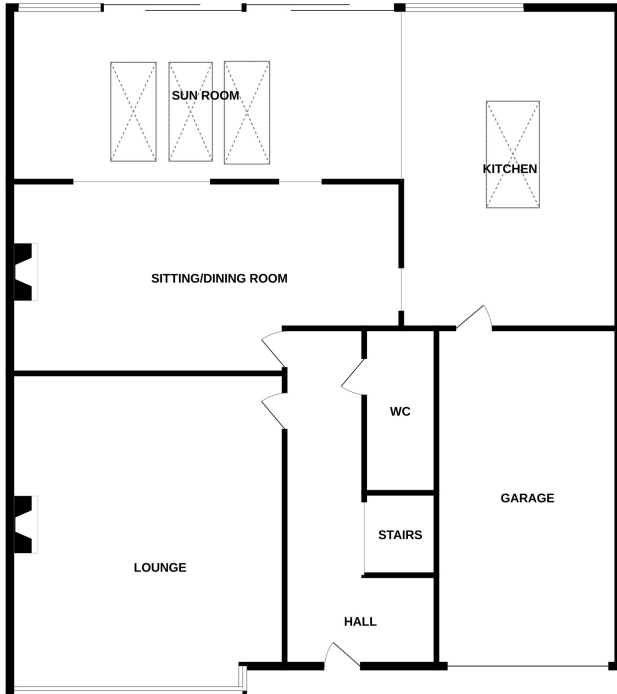 SUN ROOM
KITCHEN
SITTING/DINING ROOM
WC
GARAGE
STAIRS
LOUNGE
HALL